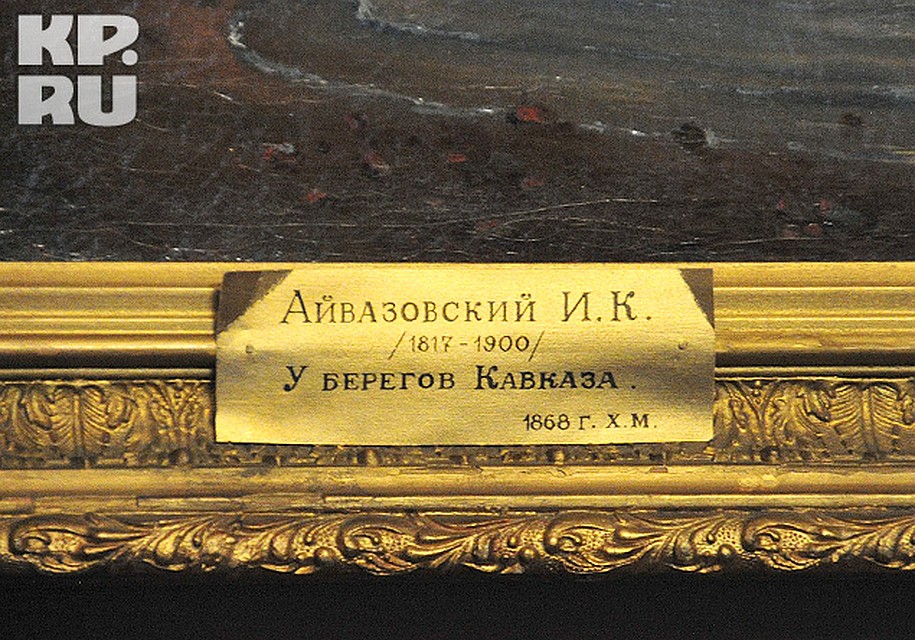 KP.
RU
Айвазовский И.К.
/1817-1900/
У берегов Кавказа.
1868 г. Х.М.